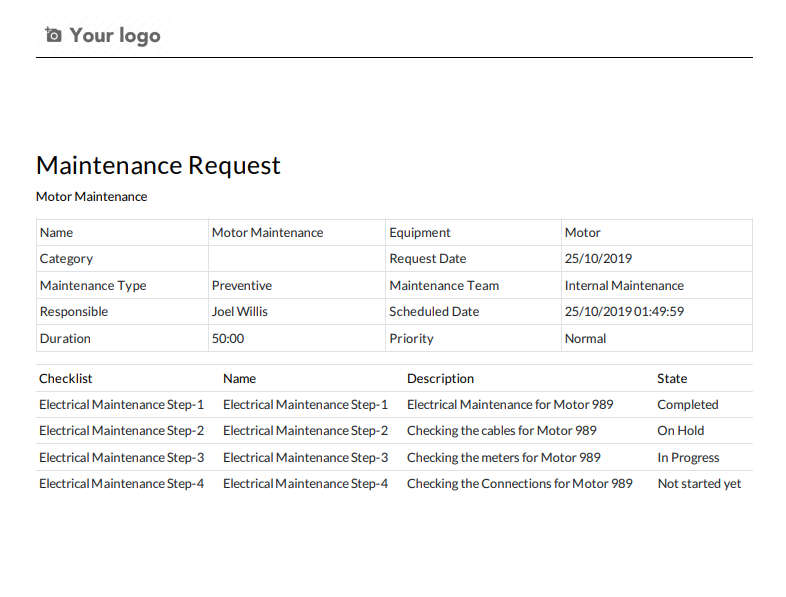 Your logo
Maintenance Request
Motor Maintenance
Name Motor Maintenance Equipment Motor
Category Request Date 25/10/2019
Maintenance Type Preventive Maintenance Team Internal Maintenance
Responsible Joel Willis Scheduled Date 25/10/2019 01:49:59
Duration 50:00 Priority Normal
Checklist Name Description State
Electrical Maintenance Step-1 Electrical Maintenance Step-1 Electrical Maintenance for Motor 989 Completed
Electrical Maintenance Step-2 Electrical Maintenance Step-2 Checking the cables for Motor 989 On Hold
Electrical Maintenance Step-3 Electrical Maintenance Step-3 Checking the meters for Motor 989 In Progress
Electrical Maintenance Step-4 Electrical Maintenance Step-4 Checking the Connections for Motor 989 Not started yet